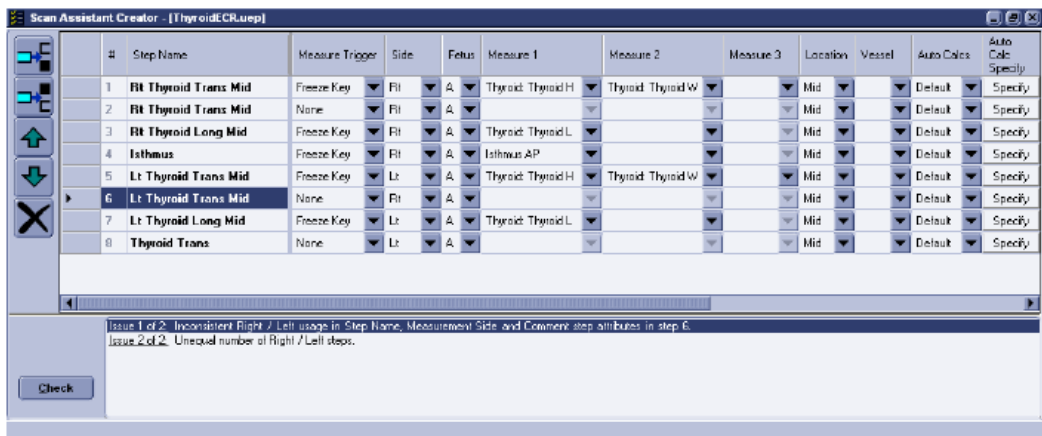 Scan Assistant Creator - [ThyroidECR.uep]
# Step Name Measure Trigger Side Fetus Measure 1 Measure 2 Measure 3 Location Vessel Auto Calcs Auto Calc Specify
1 Rt Thyroid Trans Mid Freeze Key Rt A Thyroid: Thyroid H Thyroid: Thyroid W Mid Default Specify
2 Rt Thyroid Trans Mid None Rt A Mid Default Specify
3 Rt Thyroid Long Mid Freeze Key Rt A Thyroid: Thyroid L Mid Default Specify
4 Isthmus Freeze Key Rt A Isthmus AP Mid Default Specify
5 Lt Thyroid Trans Mid Freeze Key Lt A Thyroid: Thyroid H Thyroid: Thyroid W Mid Default Specify
6 Lt Thyroid Trans Mid None Rt A Mid Default Specify
7 Lt Thyroid Long Mid Freeze Key Lt A Thyroid: Thyroid L Mid Default Specify
8 Thyroid Trans None Lt A Mid Default Specify
Issue 1 of 2: Inconsistent Right / Left usage in Step Name, Measurement Side and Comment step attributes in step 6.
Issue 2 of 2: Unequal number of Right / Left steps.
Check